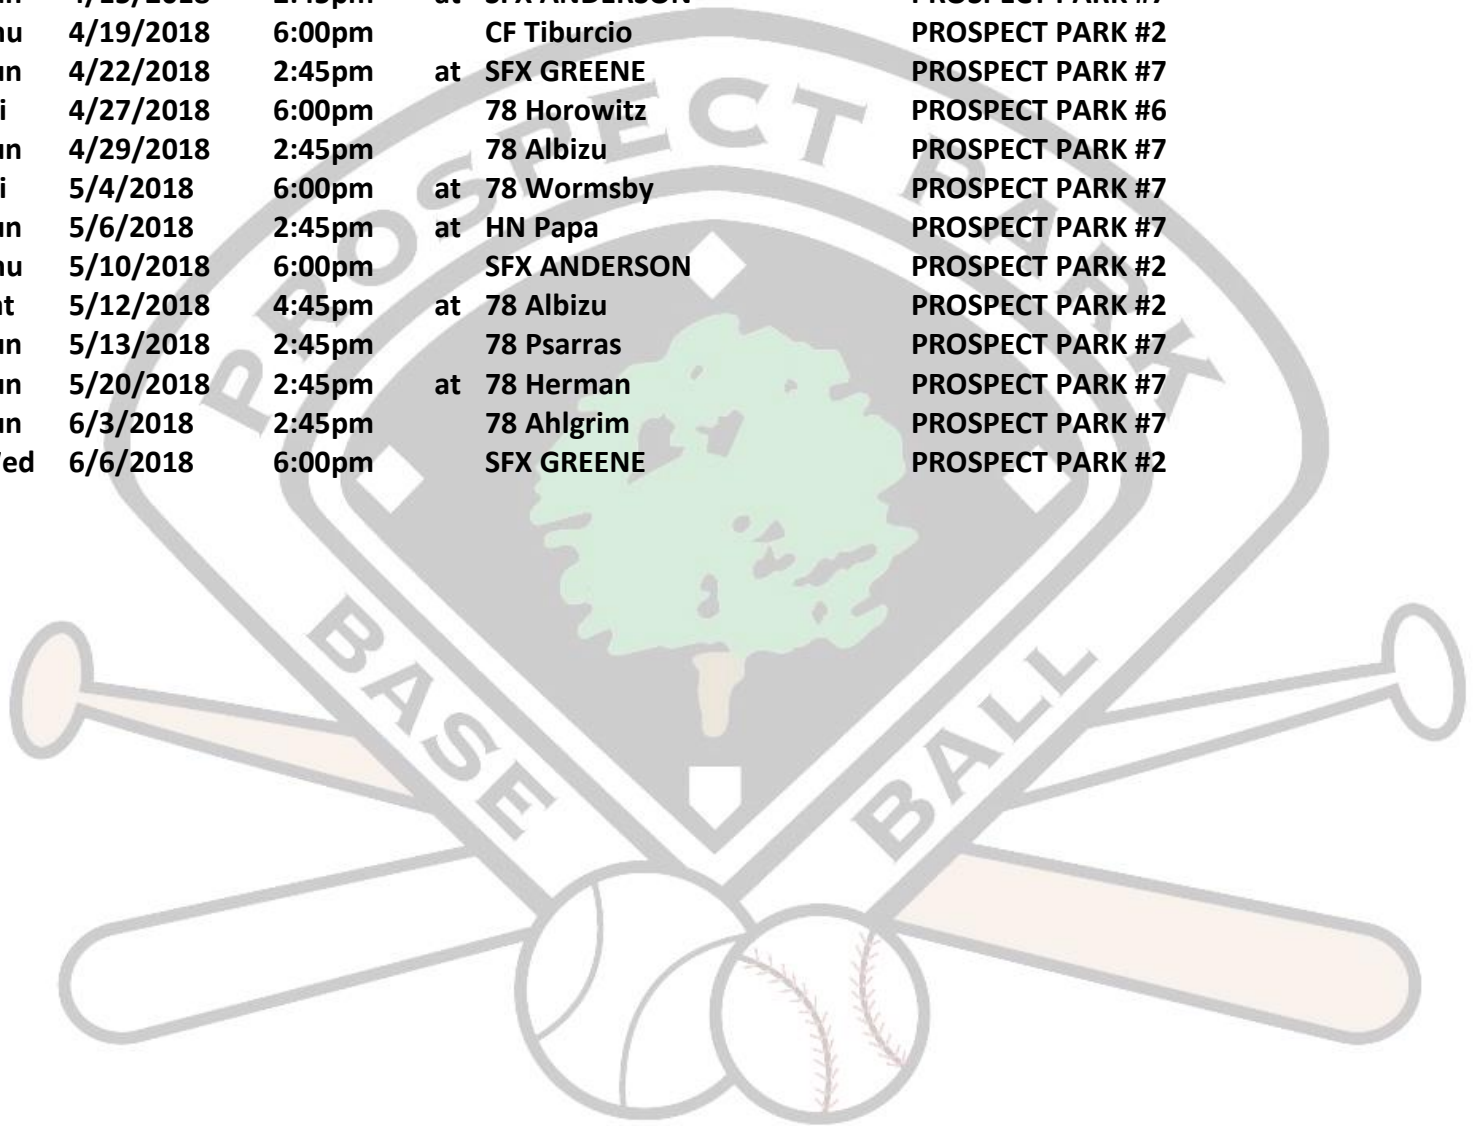 4/19/2018 6:00pm CF Tiburcio PROSPECT PARK #2
un 4/22/2018 2:45pm at SFX GREENE PROSPECT PARK #7
i 4/27/2018 6:00pm 78 Horowitz PROSPECT PARK #6
un 4/29/2018 2:45pm 78 Albizu PROSPECT PARK #7
i 5/4/2018 6:00pm at 78 Wormsby PROSPECT PARK #7
un 5/6/2018 2:45pm at HN Papa PROSPECT PARK #7
5/10/2018 6:00pm SFX ANDERSON PROSPECT PARK #2
5/12/2018 4:45pm at 78 Albizu PROSPECT PARK #2
un 5/13/2018 2:45pm 78 Psarras PROSPECT PARK #7
un 5/20/2018 2:45pm at 78 Herman PROSPECT PARK #7
un 6/3/2018 2:45pm 78 Ahlgrim PROSPECT PARK #7
ed 6/6/2018 6:00pm SFX GREENE PROSPECT PARK #2
PROSPECT PARK
BASE BALL